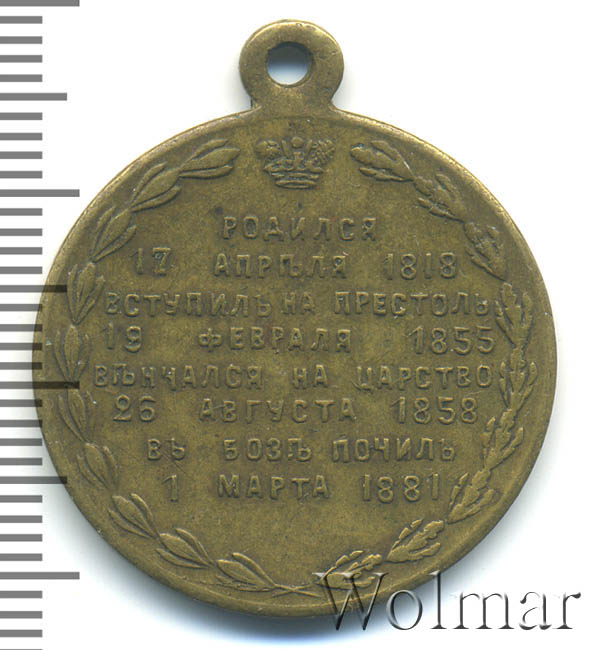 РОДИЛСЯ
17 АПРѢЛЯ 1818
ВСТУПИЛЪ НА ПРЕСТОЛЪ
19 ФЕВРАЛЯ 1855
ВѢНЧАЛСЯ НА ЦАРСТВО
26 АВГУСТА 1858
ВЪ БОЗѢ ПОЧИЛЪ
1 МАРТА 1881
Wolmar